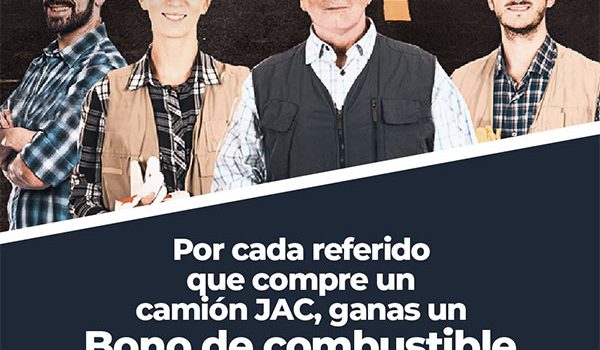 Por cada referido
que compre un
camión JAC, ganas un
Bono de combustible